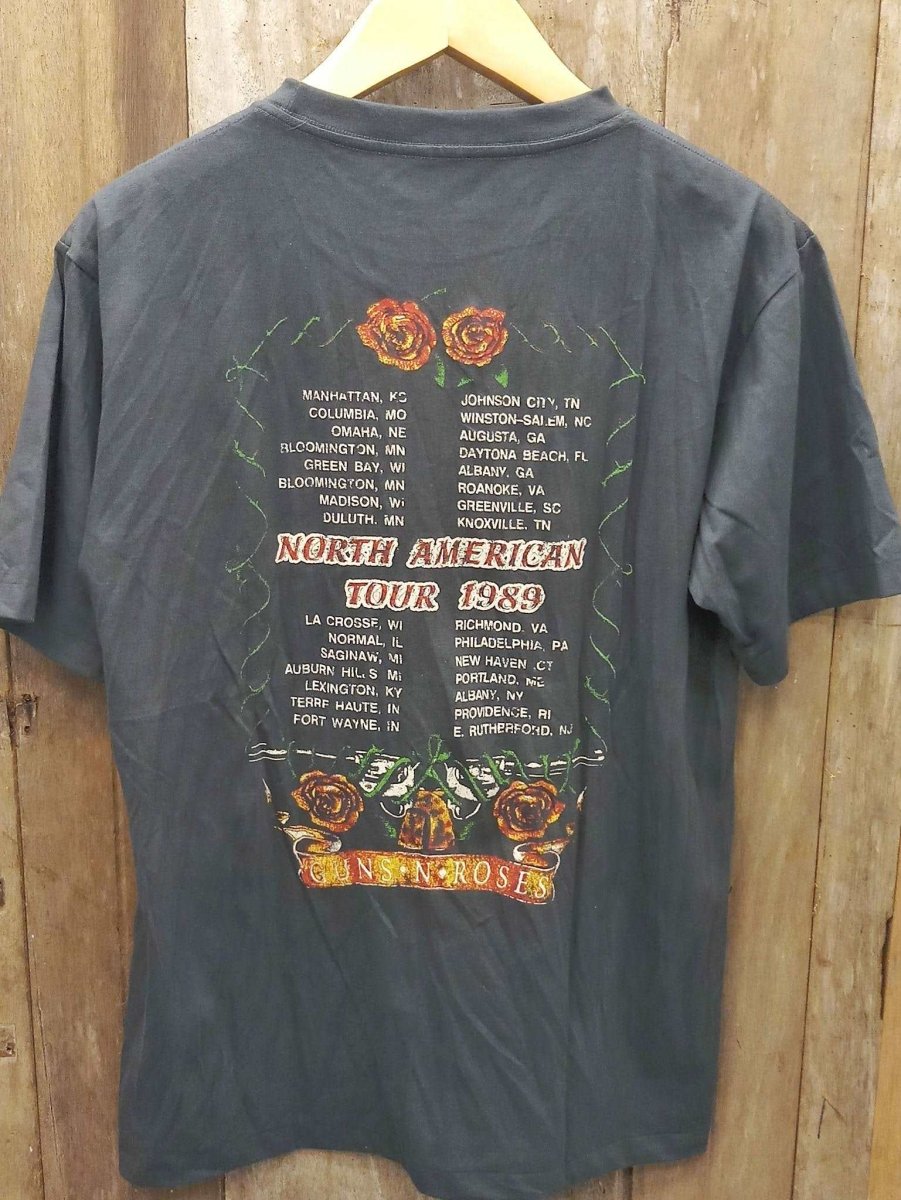 MANHATTAN, KS
COLUMBIA, MO
OMAHA, NE
BLOOMINGTON, MN
GREEN BAY, WI
BLOOMINGTON, MN
MADISON, WI
DULUTH, MN
JOHNSON CITY, TN
WINSTON-SALEM, NC
AUGUSTA, GA
DAYTONA BEACH, FL
ALBANY, GA
ROANOKE, VA
GREENVILLE, SC
KNOXVILLE, TN
NORTH AMERICAN
TOUR 1989
LA CROSSE, WI
NORMAL, IL
SAGINAW, MI
AUBURN HILLS MI
LEXINGTON, KY
TERRE HAUTE, IN
FORT WAYNE, IN
RICHMOND, VA
PHILADELPHIA, PA
NEW HAVEN ,CT
PORTLAND, ME
ALBANY, NY
PROVIDENCE, RI
E. RUTHERFORD, NJ
GUNS•N•ROSES